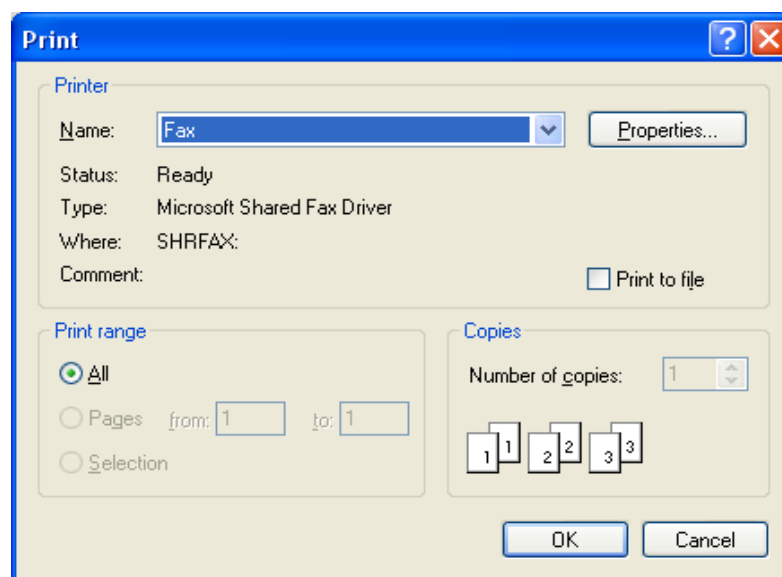 Print
Printer
Name: Fax Properties...
Status: Ready
Type: Microsoft Shared Fax Driver
Where: SHRFAX:
Comment: Print to file
Print range
All
Pages from: 1 to: 1
Selection
Copies
Number of copies: 1
1 1 2 2 3 3
OK Cancel